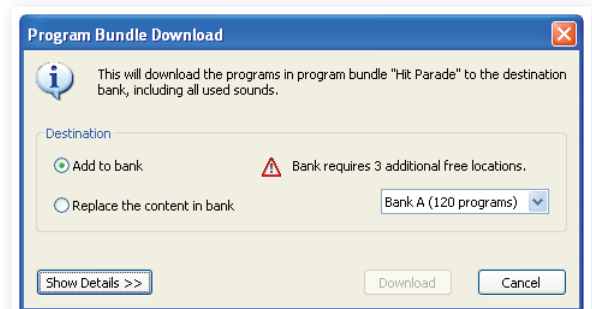 Program Bundle Download
This will download the programs in program bundle "Hit Parade" to the destination
bank, including all used sounds.
Destination
Add to bank
Bank requires 3 additional free locations.
Replace the content in bank
Bank A (120 programs)
Show Details >>
Download
Cancel